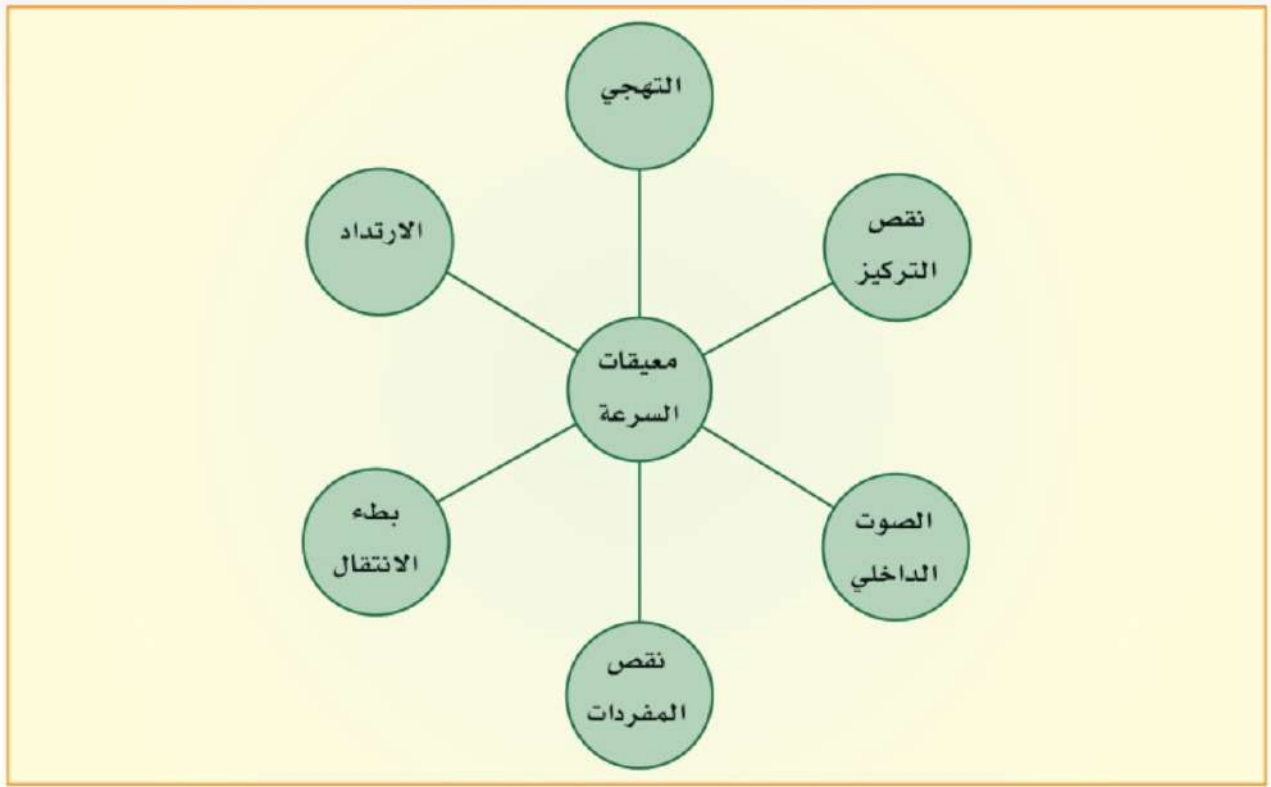 التهجي
نقص
التركيز
الارتداد
معيقات
السرعة
الصوت
الداخلي
بطء
الانتقال
نقص
المفردات